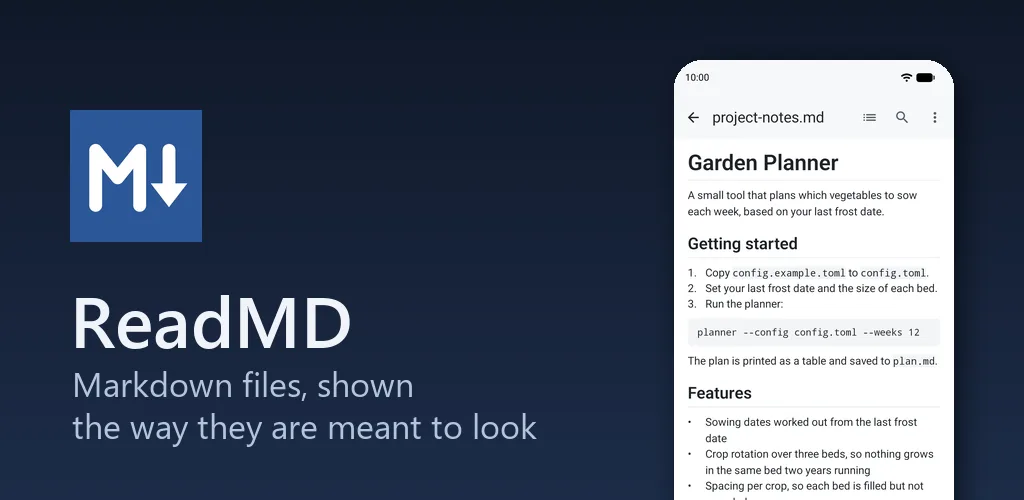 M
ReadMD
Markdown files, shown
the way they are meant to look
10:00
project-notes.md
Garden Planner
A small tool that plans which vegetables to sow
each week, based on your last frost date.
Getting started
1. Copy config.example.toml to config.toml.
2. Set your last frost date and the size of each bed.
3. Run the planner:
planner --config config.toml --weeks 12
The plan is printed as a table and saved to plan.md.
Features
• Sowing dates worked out from the last frost
date
• Crop rotation over three beds, so nothing grows
in the same bed two years running
• Spacing per crop, so each bed is filled but not